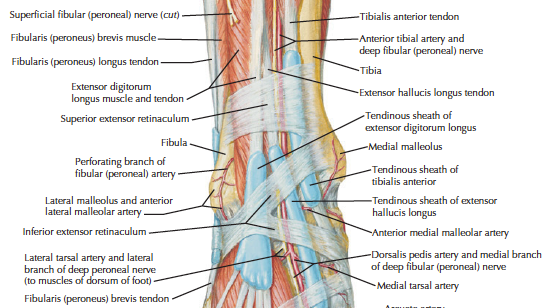 Superficial fibular (peroneal) nerve (cut)
Fibularis (peroneus) brevis muscle
Fibularis (peroneus) longus tendon
Extensor digitorum
longus muscle and tendon
Superior extensor retinaculum
Fibula
Perforating branch of
fibular (peroneal) artery
Lateral malleolus and anterior
lateral malleolar artery
Inferior extensor retinaculum
Lateral tarsal artery and lateral
branch of deep peroneal nerve
(to muscles of dorsum of foot)
Fibularis (peroneus) brevis tendon
Tibialis anterior tendon
Anterior tibial artery and
deep fibular (peroneal) nerve
Tibia
Extensor hallucis longus tendon
Tendinous sheath of
extensor digitorum longus
Medial malleolus
Tendinous sheath of
tibialis anterior
Tendinous sheath of extensor
hallucis longus
Anterior medial malleolar artery
Dorsalis pedis artery and medial branch
of deep fibular (peroneal) nerve
Medial tarsal artery